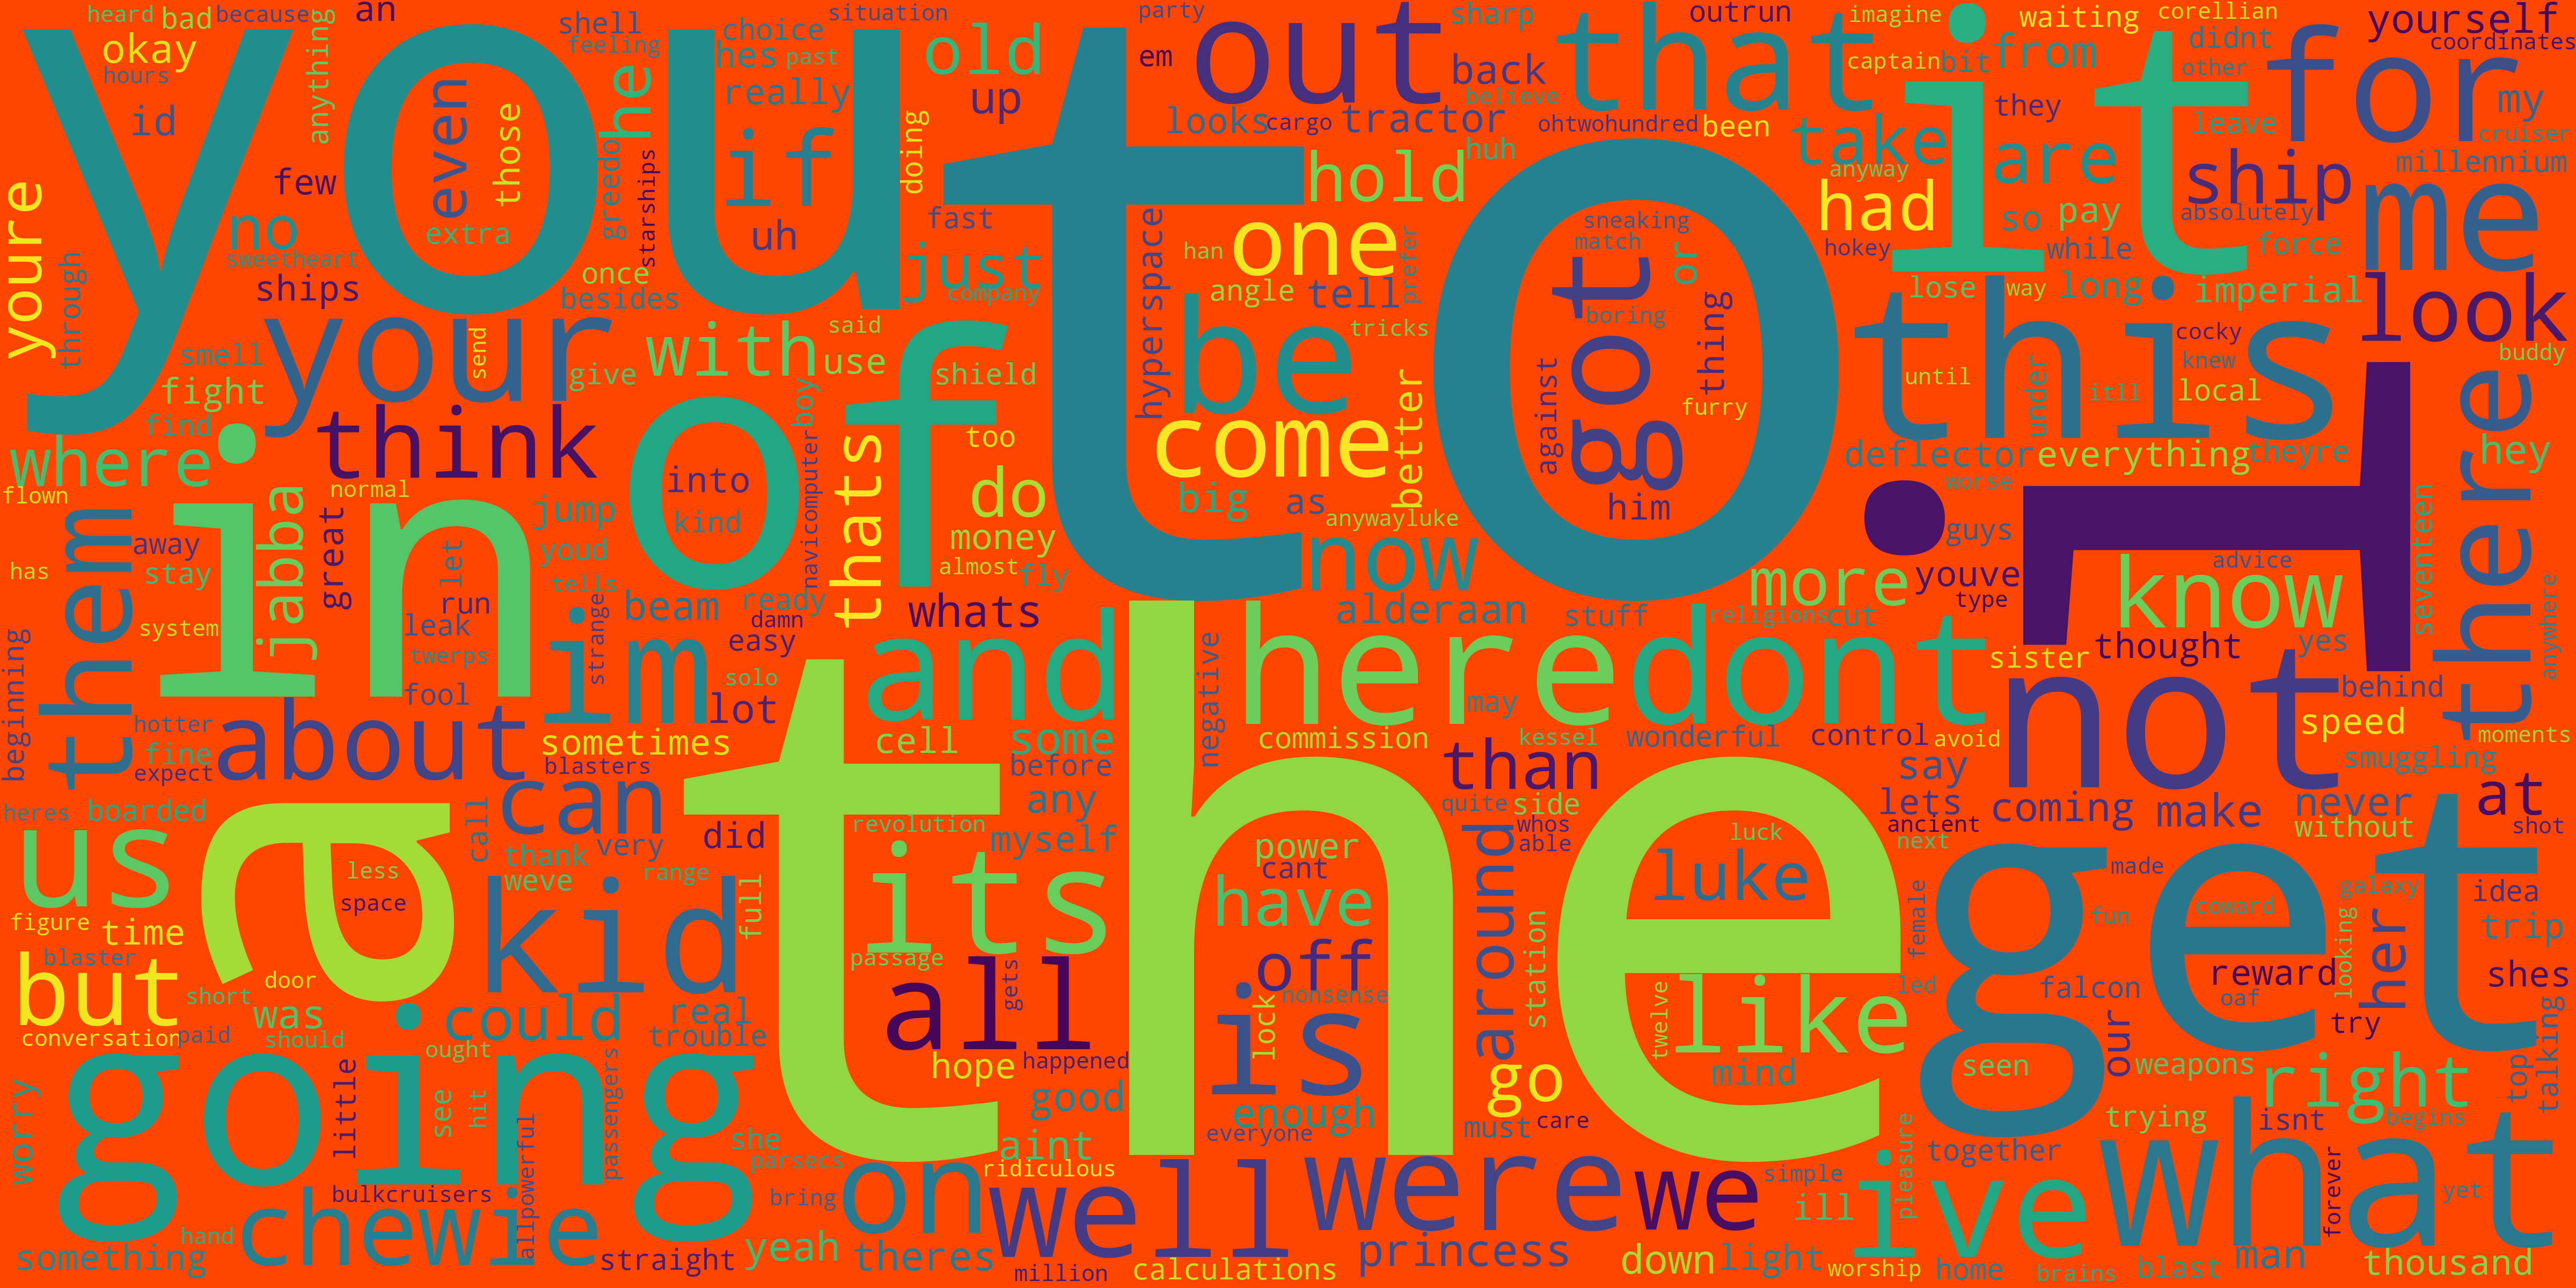 you
to
the
I
it
a
of
in
get
going
this
that
out
for
me
your
be
got
what
not
there
and
here
dont
im
kid
its
is
all
on
well
were
we
ive
chewie
about
them
us
but
can
think
with
come
one
now
more
know
look
ship
had
take
are
like
luke
around
have
than
right
her
if
he
just
even
old
up
hold
do
thats
where
jabba
youre
no
okay
id
heard
bad
because
hours
an
anything
few
those
extra
greedo
shell
feeling
choice
hes
past
situation
really
uh
doing
starships
once
besides
sweetheart
ships
through
smell
fight
find
send
give
said
use
shield
boy
navicomputer
fast
company
party
em
looks
cargo
tractor
back
believe
sharp
huh
ohtwohundred
been
outrun
captain
imagine
bit
from
waiting
anyway
hokey
corellian
didnt
other
they
leave
so
pay
while
absolutely
force
yourself
coordinates
my
cruiser
millennium
imperial
long
lose
way
han
angle
tell
prefer
tricks
hyperspace
better
big
as
anywayluke
sneaking
match
or
boring
thing
against
furry
him
until
under
itll
cocky
knew
local
buddy
hey
deflector
everything
theyre
worse
guys
youve
type
advice
seventeen
anywhere
flown
normal
away
stay
has
system
great
let
run
leak
twerps
fool
jump
youd
tells
strange
into
kind
beam
ready
damn
easy
too
money
almost
fly
whats
solo
lot
negative
alderaan
stuff
religions
cut
may
sister
thought
yes
behind
speed
moments
smuggling
beginning
hotter
fine
expect
sometimes
blasters
cell
some
before
commission
kessel
wonderful
control
avoid
say
lets
coming
make
never
without
at
shot
heres
boarded
call
thank
very
weve
did
range
revolution
any
myself
power
cant
quite
side
whos
able
luck
ancient
next
made
less
space
full
figure
time
blaster
door
short
was
conversation
paid
should
could
real
trouble
passage
gets
off
lock
nonsense
station
twelve
female
led
fun
coward
galaxy
looking
idea
trip
reward
oaf
shes
try
falcon
seen
our
weapons
top
talking
worry
little
ought
see
hit
passengers
hope
happened
good
enough
everyone
go
must
care
mind
trying
isnt
begins
she
parsecs
bring
aint
ridiculous
pleasure
simple
together
ill
something
hand
bulkcruisers
allpowerful
straight
yeah
theres
million
calculations
princess
down
light
worship
home
brains
blast
man
forever
yet
thousand